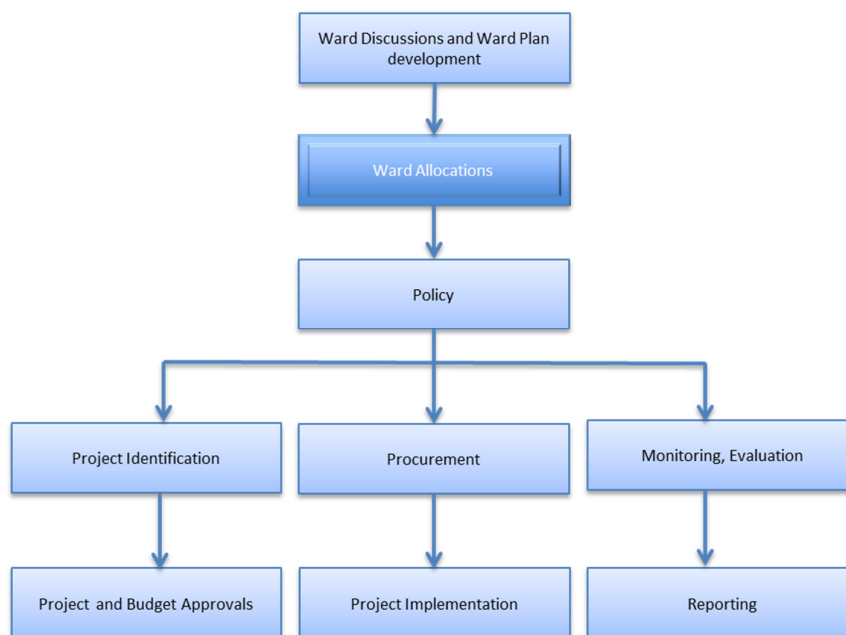 Ward Discussions and Ward Plan
development
Ward Allocations
Policy
Project Identification
Procurement
Monitoring, Evaluation
Project and Budget Approvals
Project Implementation
Reporting